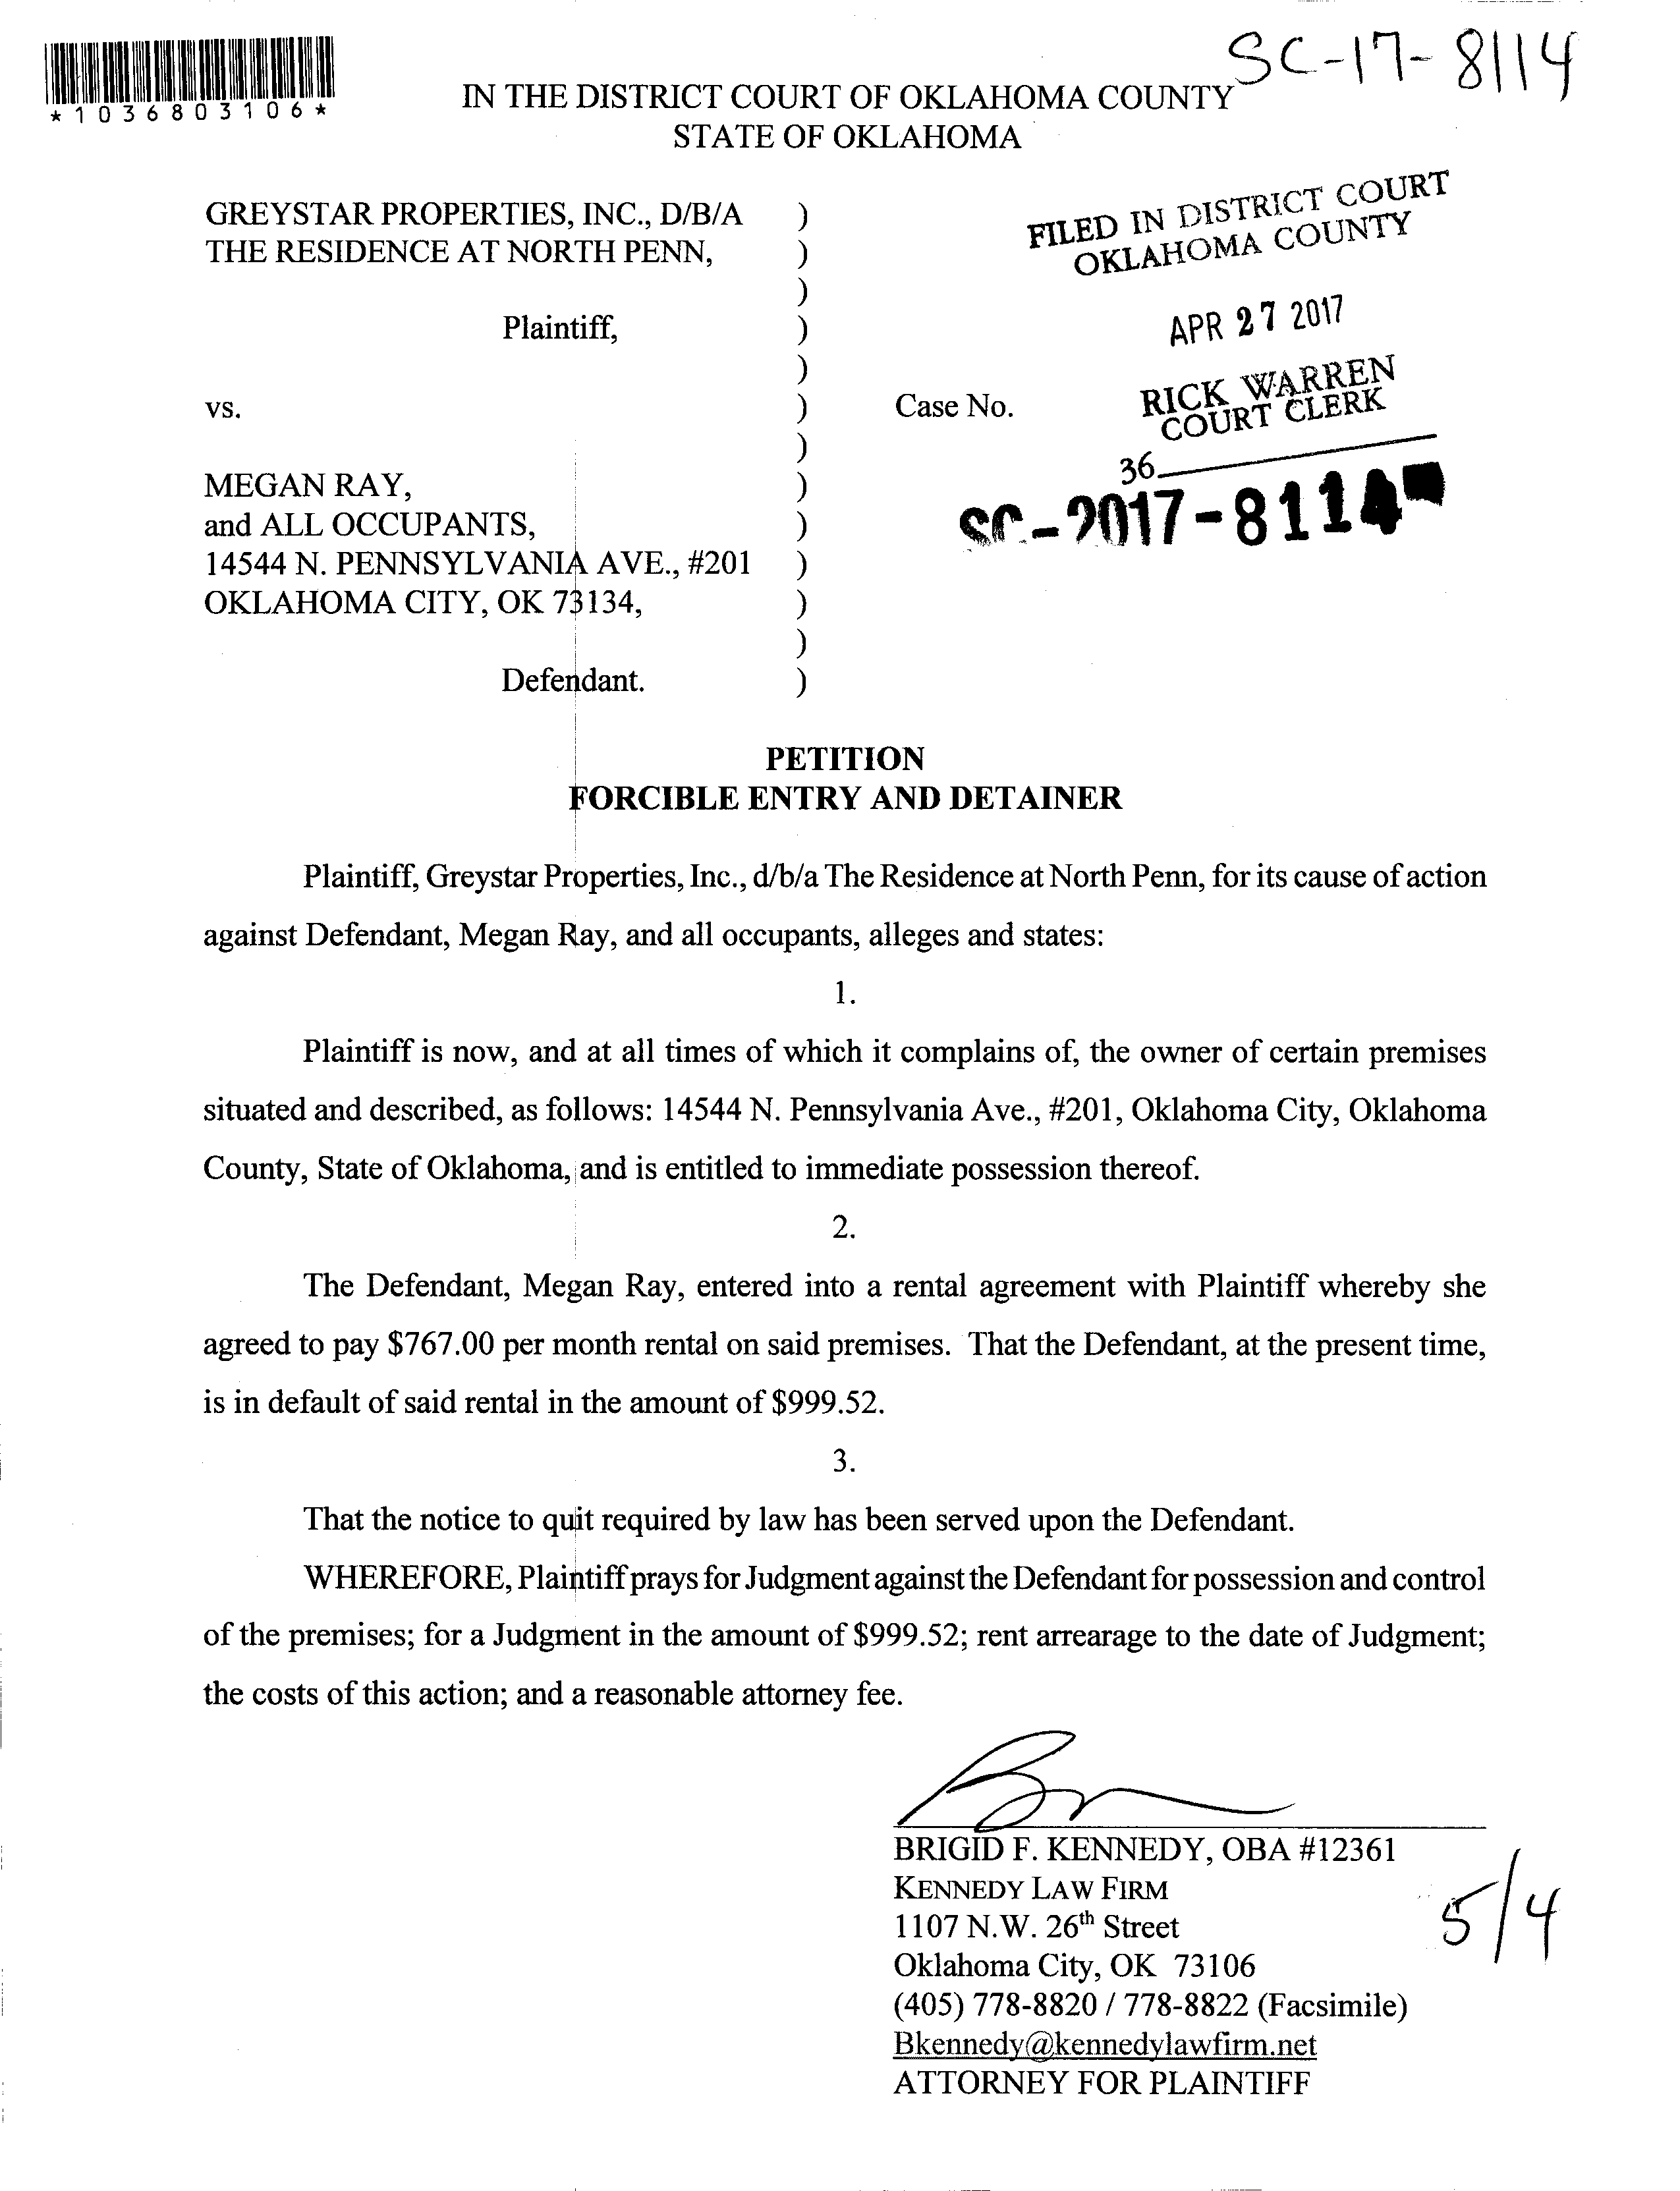 SC-17-8114
*1036803106*
IN THE DISTRICT COURT OF OKLAHOMA COUNTY
STATE OF OKLAHOMA
GREYSTAR PROPERTIES, INC., D/B/A )
THE RESIDENCE AT NORTH PENN, )
)
Plaintiff, )
)
vs. )
)
MEGAN RAY, )
and ALL OCCUPANTS, )
14544 N. PENNSYLVANIA AVE., #201 )
OKLAHOMA CITY, OK 73134, )
)
Defendant. )
FILED IN DISTRICT COURT
OKLAHOMA COUNTY
APR 27 2017
RICK WARREN
COURT CLERK
Case No.
36
SC-2017-8114
PETITION
FORCIBLE ENTRY AND DETAINER
Plaintiff, Greystar Properties, Inc., d/b/a The Residence at North Penn, for its cause of action
against Defendant, Megan Ray, and all occupants, alleges and states:
1.
Plaintiff is now, and at all times of which it complains of, the owner of certain premises
situated and described, as follows: 14544 N. Pennsylvania Ave., #201, Oklahoma City, Oklahoma
County, State of Oklahoma, and is entitled to immediate possession thereof.
2.
The Defendant, Megan Ray, entered into a rental agreement with Plaintiff whereby she
agreed to pay $767.00 per month rental on said premises. That the Defendant, at the present time,
is in default of said rental in the amount of $999.52.
3.
That the notice to quit required by law has been served upon the Defendant.
WHEREFORE, Plaintiff prays for Judgment against the Defendant for possession and control
of the premises; for a Judgment in the amount of $999.52; rent arrearage to the date of Judgment;
the costs of this action; and a reasonable attorney fee.
BRIGID F. KENNEDY, OBA #12361
KENNEDY LAW FIRM
1107 N.W. 26th Street
Oklahoma City, OK 73106
(405) 778-8820 / 778-8822 (Facsimile)
Bkennedy@kennedylawfirm.net
ATTORNEY FOR PLAINTIFF
5/4